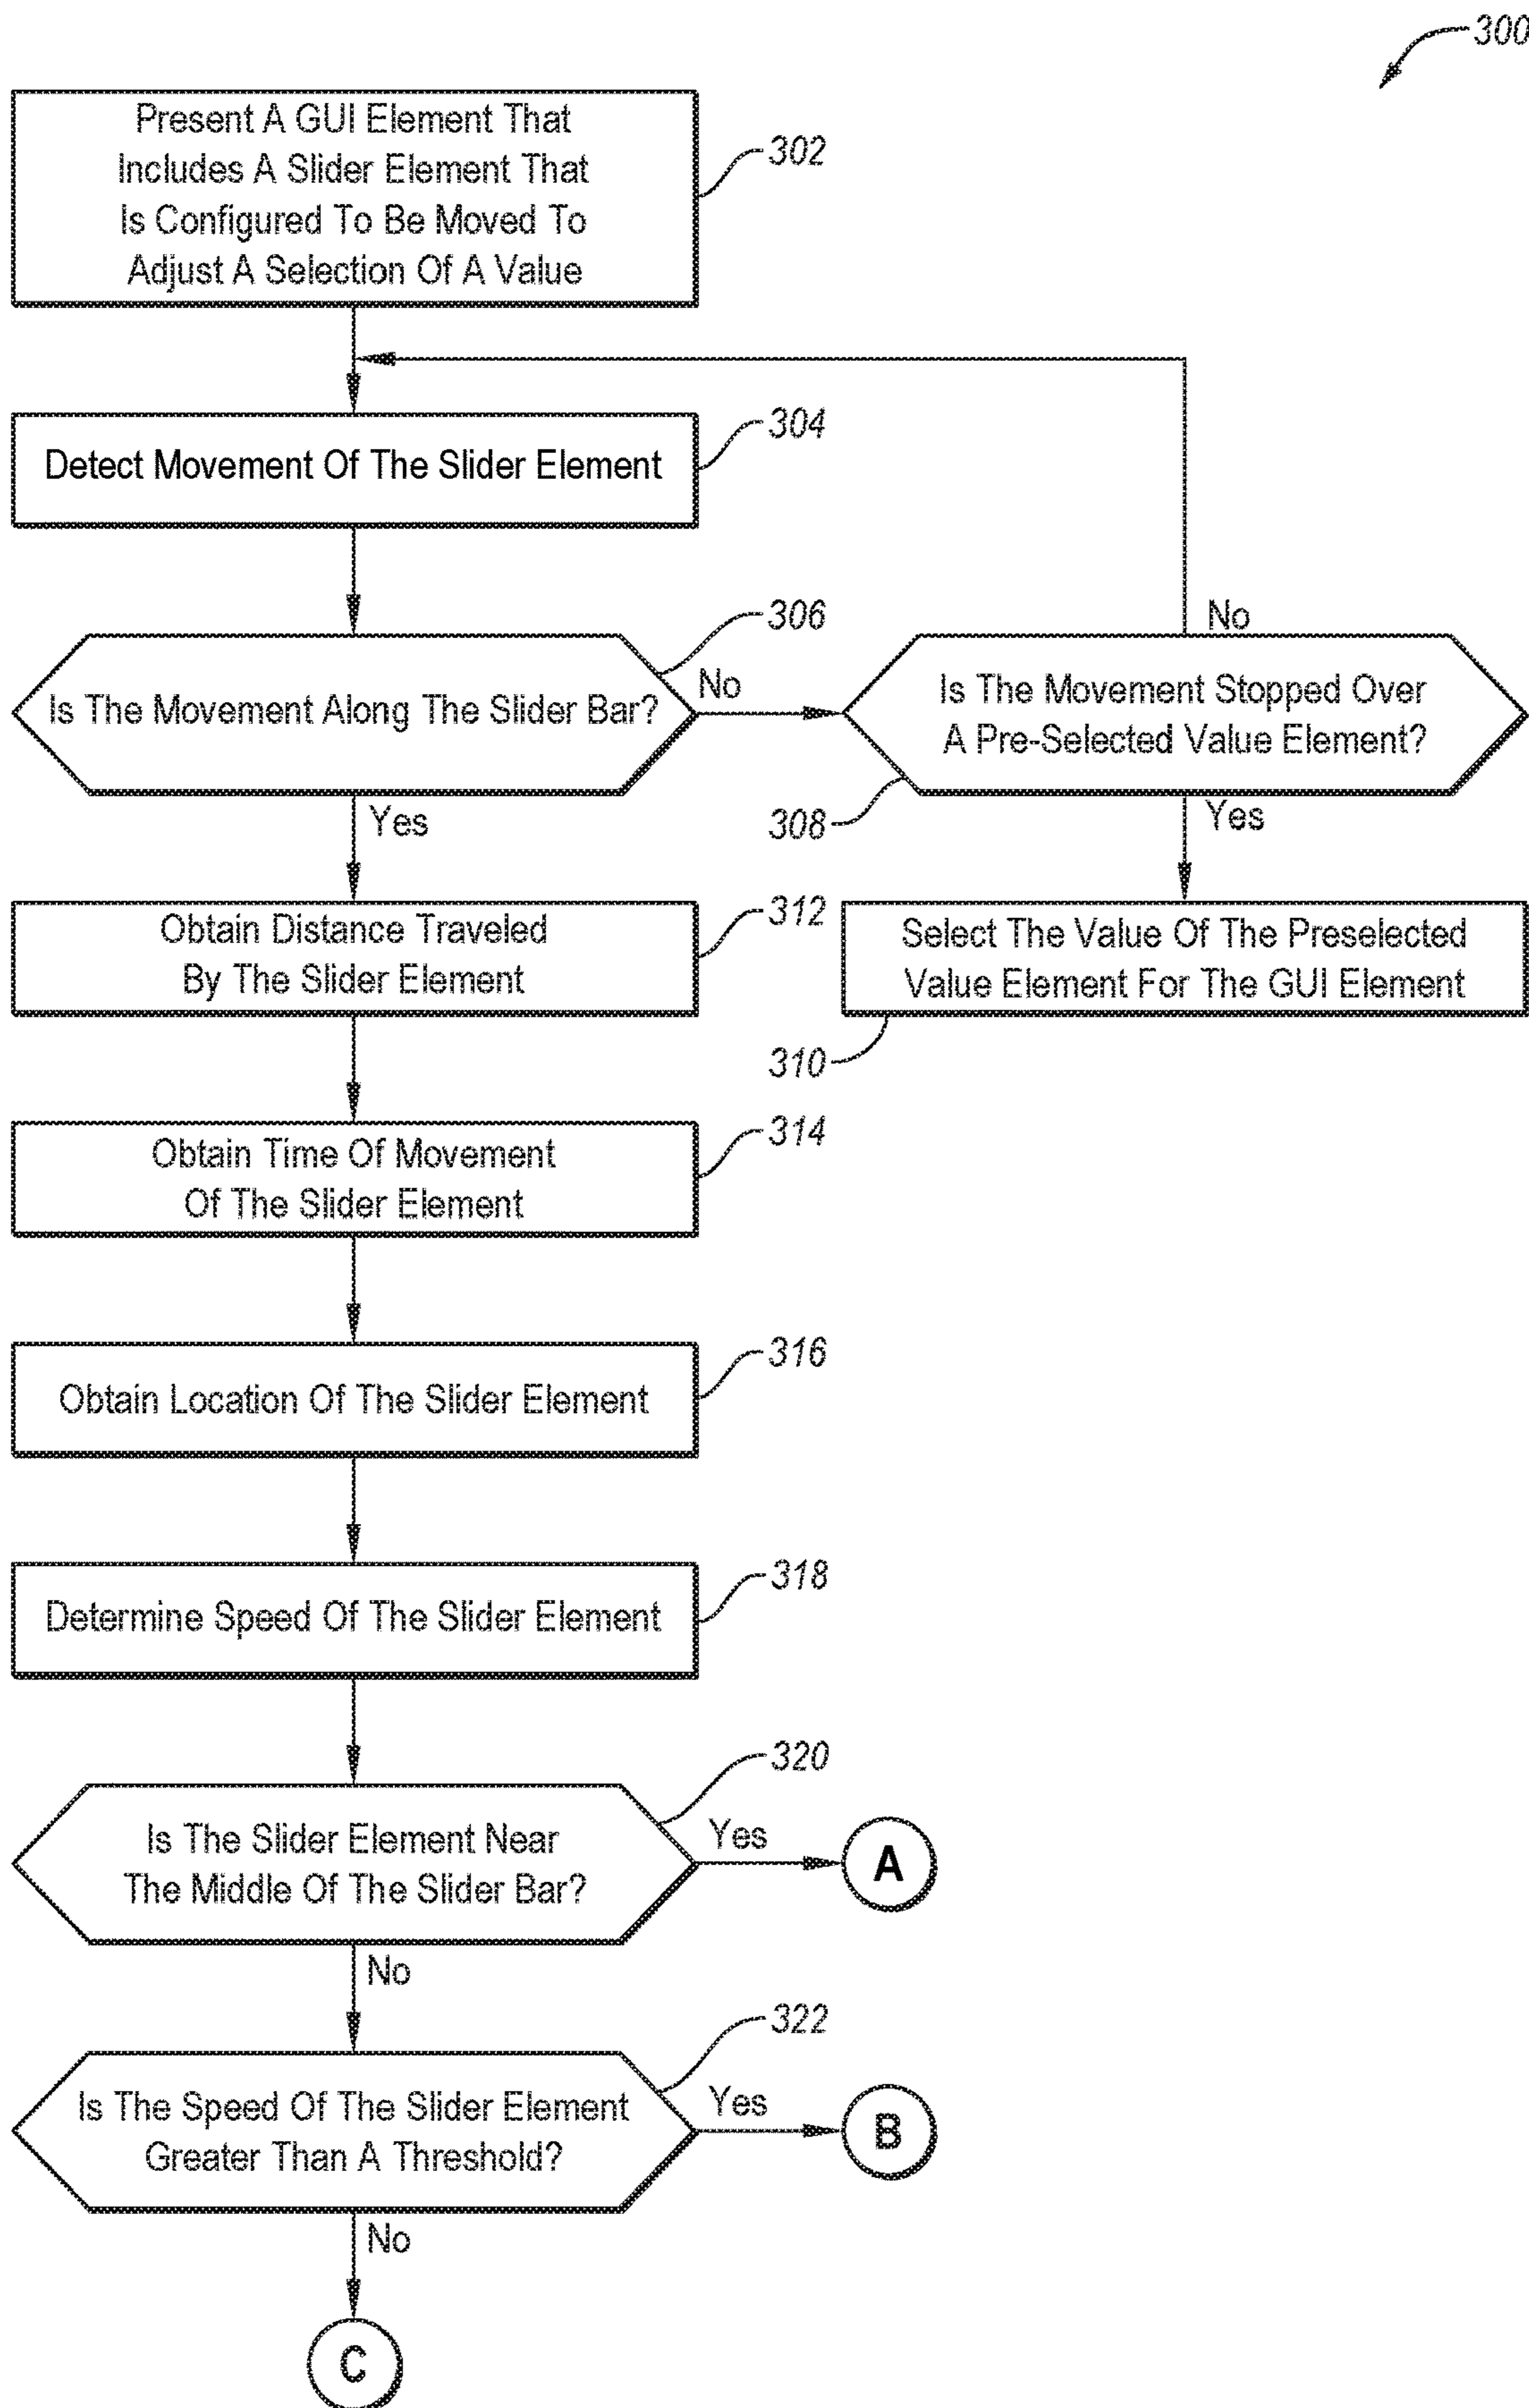 300
Present A GUI Element That
Includes A Slider Element That
Is Configured To Be Moved To
Adjust A Selection Of A Value
302
Detect Movement Of The Slider Element
304
Is The Movement Along The Slider Bar?
306
No
Yes
Is The Movement Stopped Over
A Pre-Selected Value Element?
308
No
Yes
Select The Value Of The Preselected
Value Element For The GUI Element
310
Obtain Distance Traveled
By The Slider Element
312
Obtain Time Of Movement
Of The Slider Element
314
Obtain Location Of The Slider Element
316
Determine Speed Of The Slider Element
318
Is The Slider Element Near
The Middle Of The Slider Bar?
320
Yes
A
No
Is The Speed Of The Slider Element
Greater Than A Threshold?
322
Yes
B
No
C